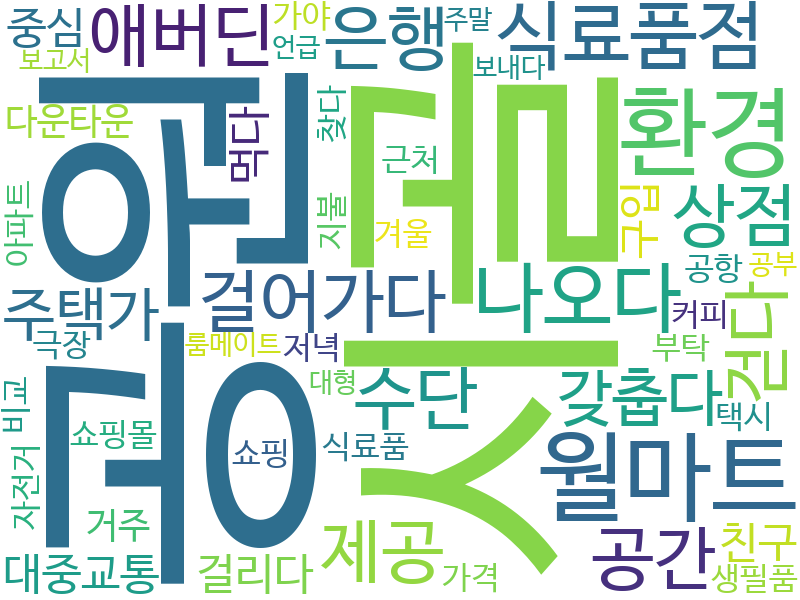 중심
애버딘
가야
언급
은행
주말
식료품점
보고서
보내다
다운타운
먹다
찾다
공원
시골
근처
환경
아파트
지불
겨울
구입
상점
공항
공부
주택가
걸어가다
나오다
커피
걷다
극장
룸메이트
저녁
부탁
대형
비교
수단
갖춥다
택시
쇼핑몰
쇼핑
식료품
월마트
자전거
거주
제공
공간
친구
대중교통
걸리다
가격
생필품